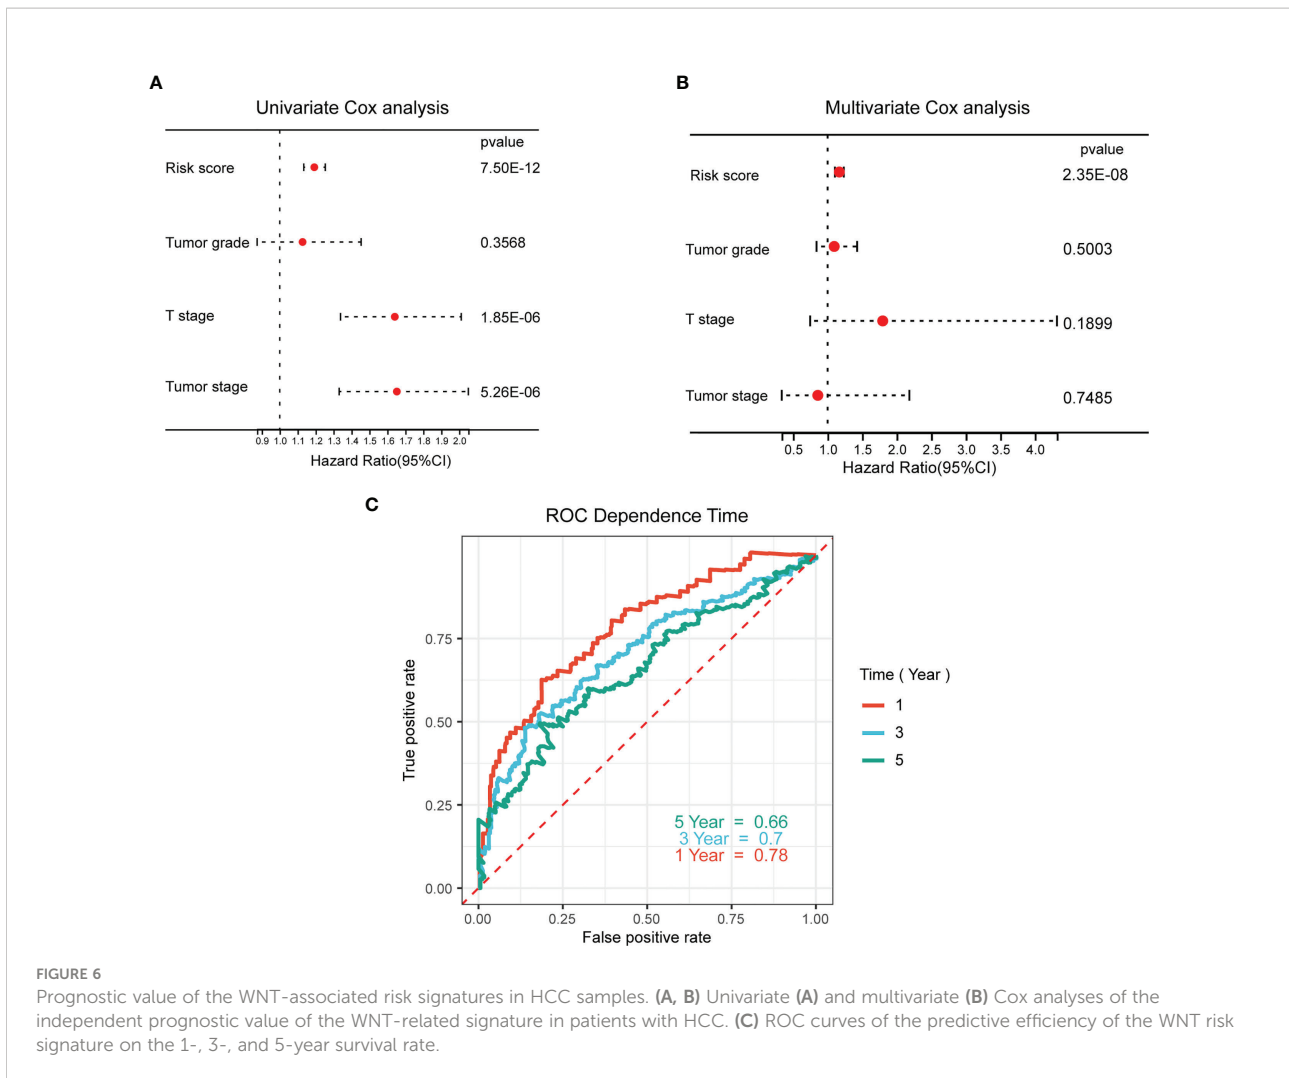 A
Univariate Cox analysis
pvalue
Risk score 7.50E-12
Tumor grade 0.3568
T stage 1.85E-06
Tumor stage 5.26E-06
0.9 1.0 1.1 1.2 1.3 1.4 1.5 1.6 1.7 1.8 1.9 2.0
Hazard Ratio(95%CI)
B
Multivariate Cox analysis
pvalue
Risk score 2.35E-08
Tumor grade 0.5003
T stage 0.1899
Tumor stage 0.7485
0.5 1.0 1.5 2.0 2.5 3.0 3.5 4.0
Hazard Ratio(95%CI)
C
ROC Dependence Time
True positive rate
0.75
0.50
0.25
0.00
5 Year = 0.66
3 Year = 0.7
1 Year = 0.78
0.00 0.25 0.50 0.75 1.00
False positive rate
Time ( Year )
1
3
5
FIGURE 6
Prognostic value of the WNT-associated risk signatures in HCC samples. (A, B) Univariate (A) and multivariate (B) Cox analyses of the
independent prognostic value of the WNT-related signature in patients with HCC. (C) ROC curves of the predictive efficiency of the WNT risk
signature on the 1-, 3-, and 5-year survival rate.